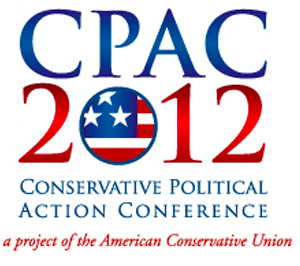 CPAC
2012
CONSERVATIVE POLITICAL
ACTION CONFERENCE
a project of the American Conservative Union